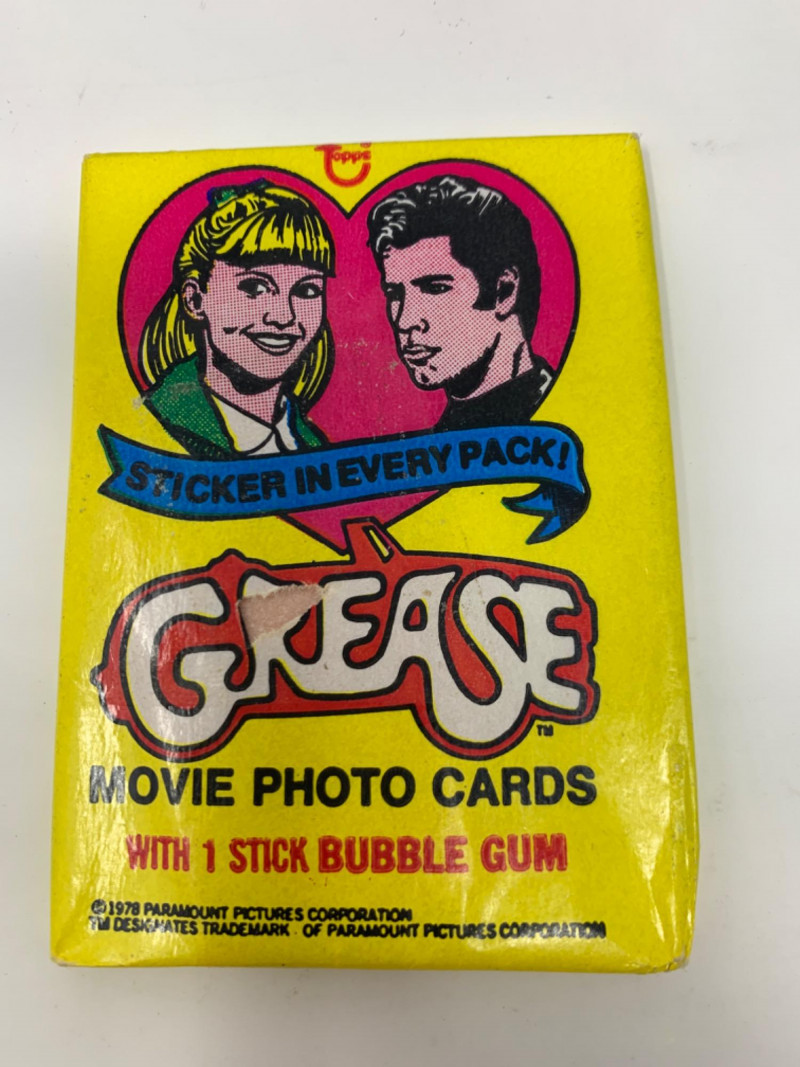 Topps
STICKER IN EVERY PACK!
GREASE
TM
MOVIE PHOTO CARDS
WITH 1 STICK BUBBLE GUM
©1978 PARAMOUNT PICTURES CORPORATION
TM DESIGNATES TRADEMARK OF PARAMOUNT PICTURES CORPORATION